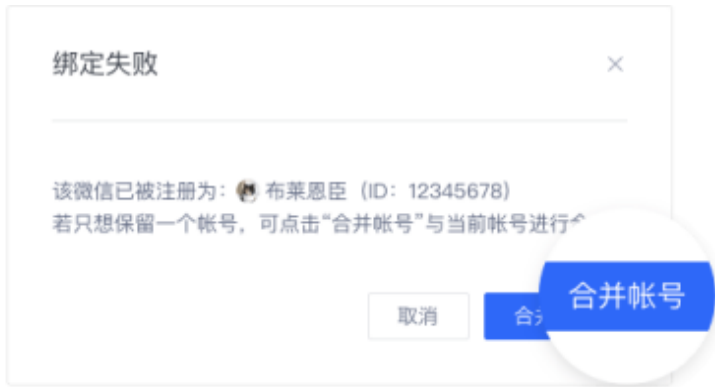 绑定失败
该微信已被注册为：布莱恩臣（ID：12345678）
若只想保留一个帐号，可点击“合并帐号”与当前帐号进行
取消
合并帐号